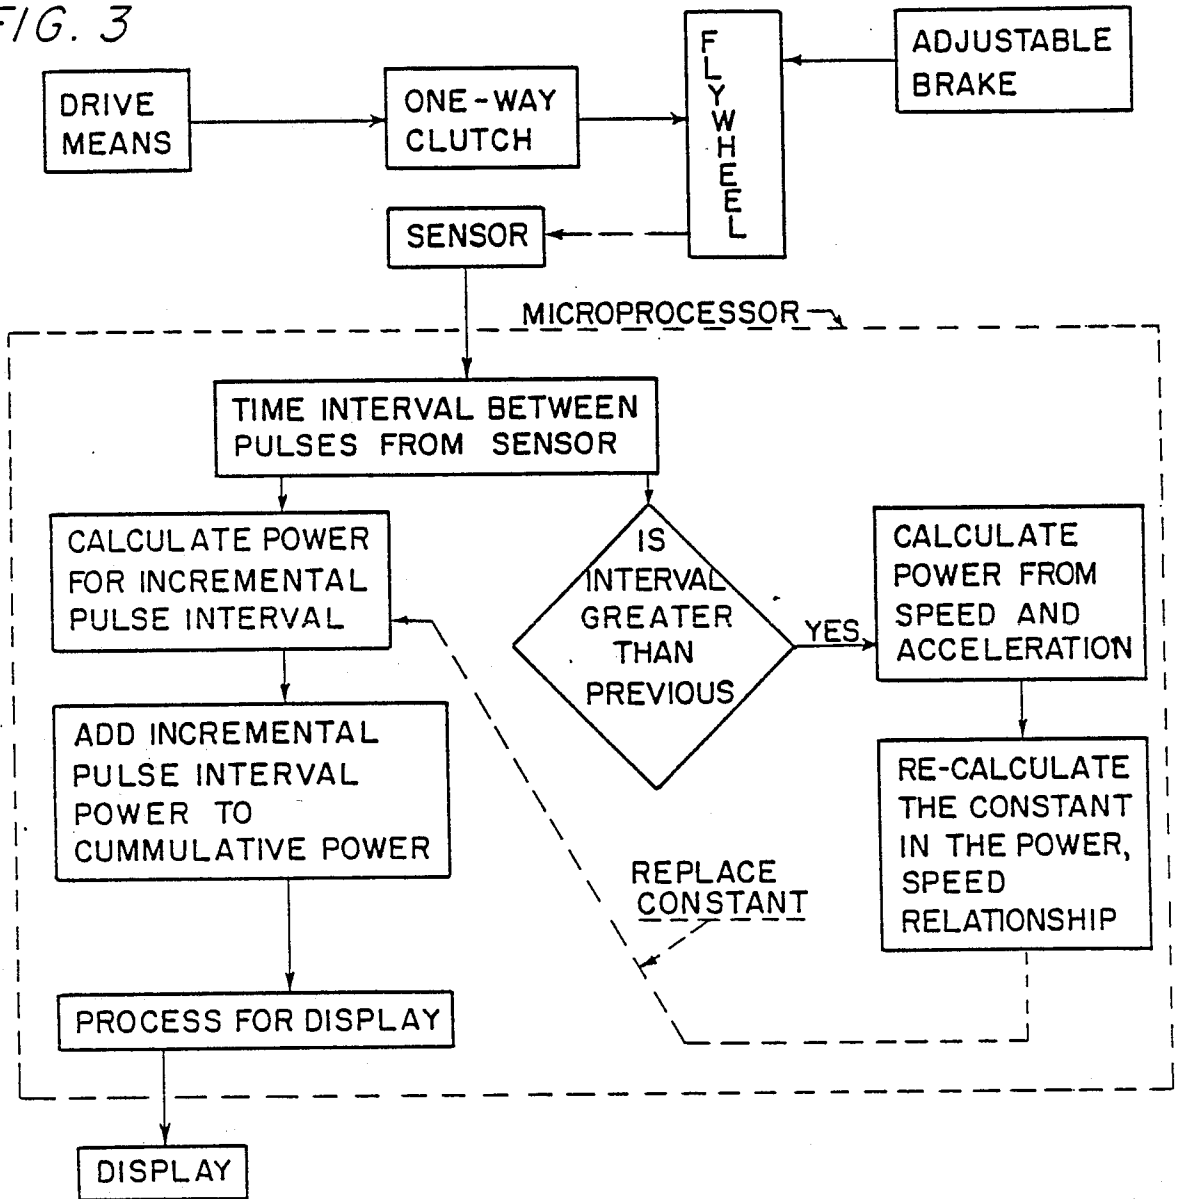 FIG. 3
DRIVE
MEANS
ONE-WAY
CLUTCH
FLYWHEEL
ADJUSTABLE
BRAKE
SENSOR
MICROPROCESSOR
TIME INTERVAL BETWEEN
PULSES FROM SENSOR
CALCULATE POWER
FOR INCREMENTAL
PULSE INTERVAL
IS
INTERVAL
GREATER
THAN
PREVIOUS
YES
CALCULATE
POWER FROM
SPEED AND
ACCELERATION
ADD INCREMENTAL
PULSE INTERVAL
POWER TO
CUMMULATIVE POWER
RE-CALCULATE
THE CONSTANT
IN THE POWER,
SPEED
RELATIONSHIP
REPLACE
CONSTANT
PROCESS FOR DISPLAY
DISPLAY